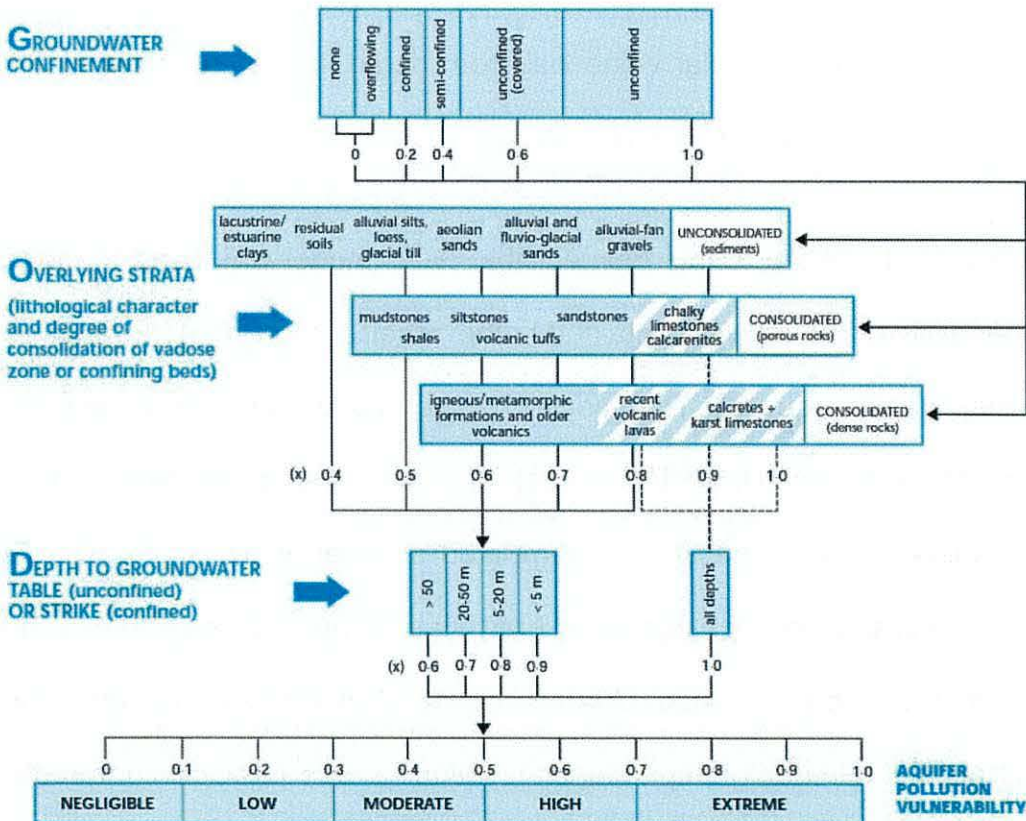 GROUNDWATER
CONFINEMENT
none
overflowing
confined
semi-confined
unconfined
(covered)
unconfined
0 0·2 0·4 0·6 1·0
lacustrine/
estuarine
clays
residual
soils
alluvial silts,
loess,
glacial till
aeolian
sands
alluvial and
fluvio-glacial
sands
alluvial-fan
gravels
UNCONSOLIDATED
(sediments)
OVERLYING STRATA
(lithological character
and degree of
consolidation of vadose
zone or confining beds)
mudstones
shales
siltstones
volcanic tuffs
sandstones
chalky
limestones
calcarenites
CONSOLIDATED
(porous rocks)
igneous/metamorphic
formations and older
volcanics
recent
volcanic
lavas
calcretes +
karst limestones
CONSOLIDATED
(dense rocks)
(x) 0·4 0·5 0·6 0·7 0·8 0·9 1·0
DEPTH TO GROUNDWATER
TABLE (unconfined)
OR STRIKE (confined)
> 50
20-50 m
5-20 m
< 5 m
all depths
(x) 0·6 0·7 0·8 0·9 1·0
0 0·1 0·2 0·3 0·4 0·5 0·6 0·7 0·8 0·9 1·0
NEGLIGIBLE LOW MODERATE HIGH EXTREME
AQUIFER
POLLUTION
VULNERABILITY